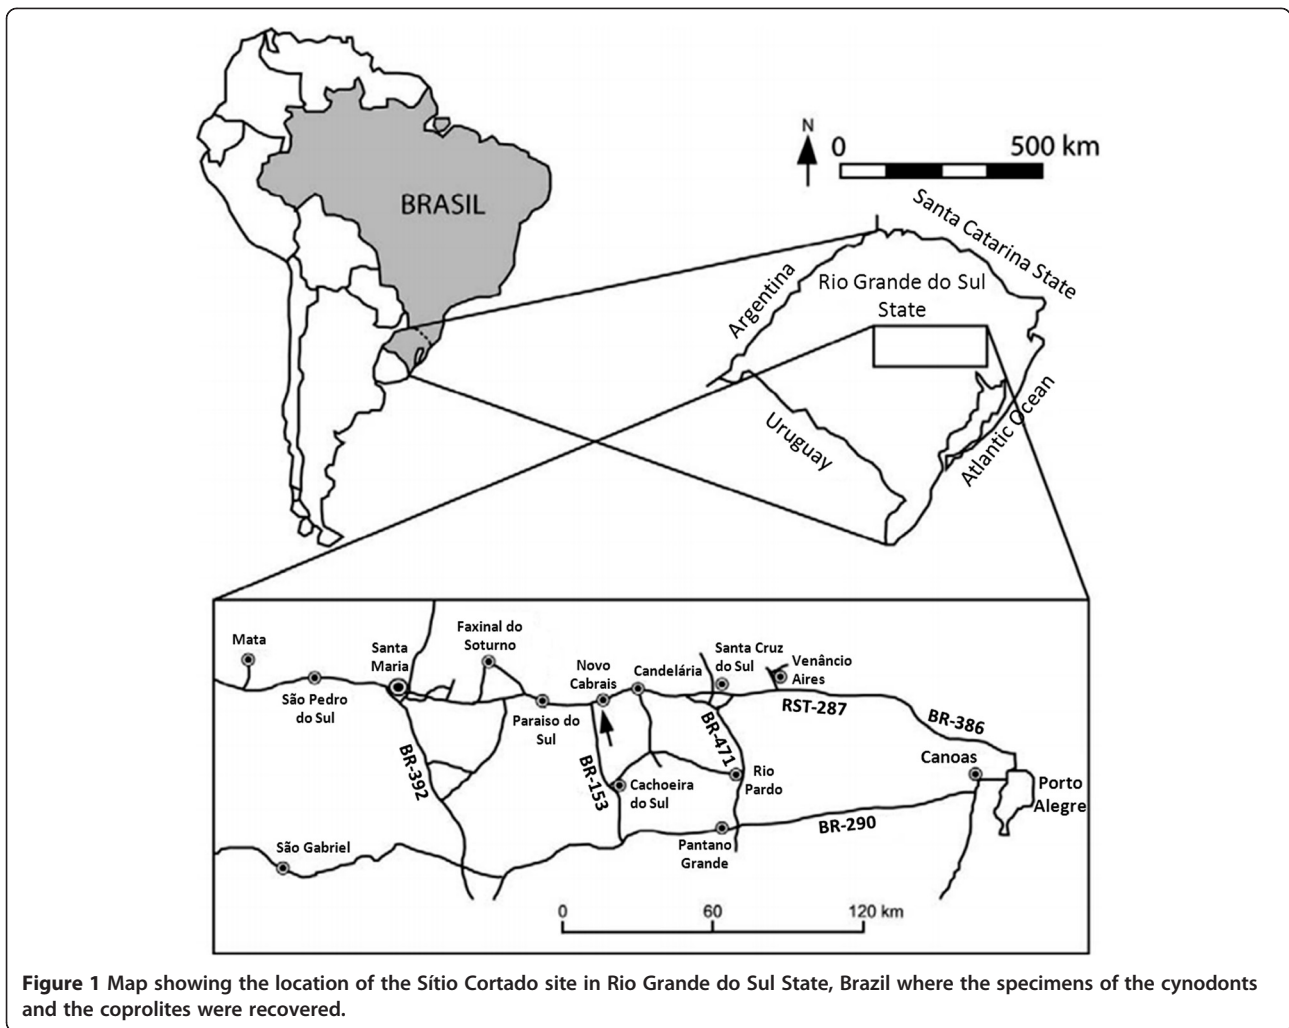 BRASIL
N
0 500 km
Santa Catarina State
Argentina
Rio Grande do Sul
State
Uruguay
Atlantic Ocean
Mata
São Pedro
do Sul
Santa
Maria
Faxinal do
Soturno
Paraiso do
Sul
Novo
Cabrais
Candelária
Santa Cruz
do Sul
Venâncio
Aires
RST-287
BR-386
BR-392
BR-153
BR-471
Cachoeira
do Sul
Rio
Pardo
Canoas
Porto
Alegre
BR-290
Pantano
Grande
São Gabriel
0 60 120 km
Figure 1 Map showing the location of the Sítio Cortado site in Rio Grande do Sul State, Brazil where the specimens of the cynodonts
and the coprolites were recovered.